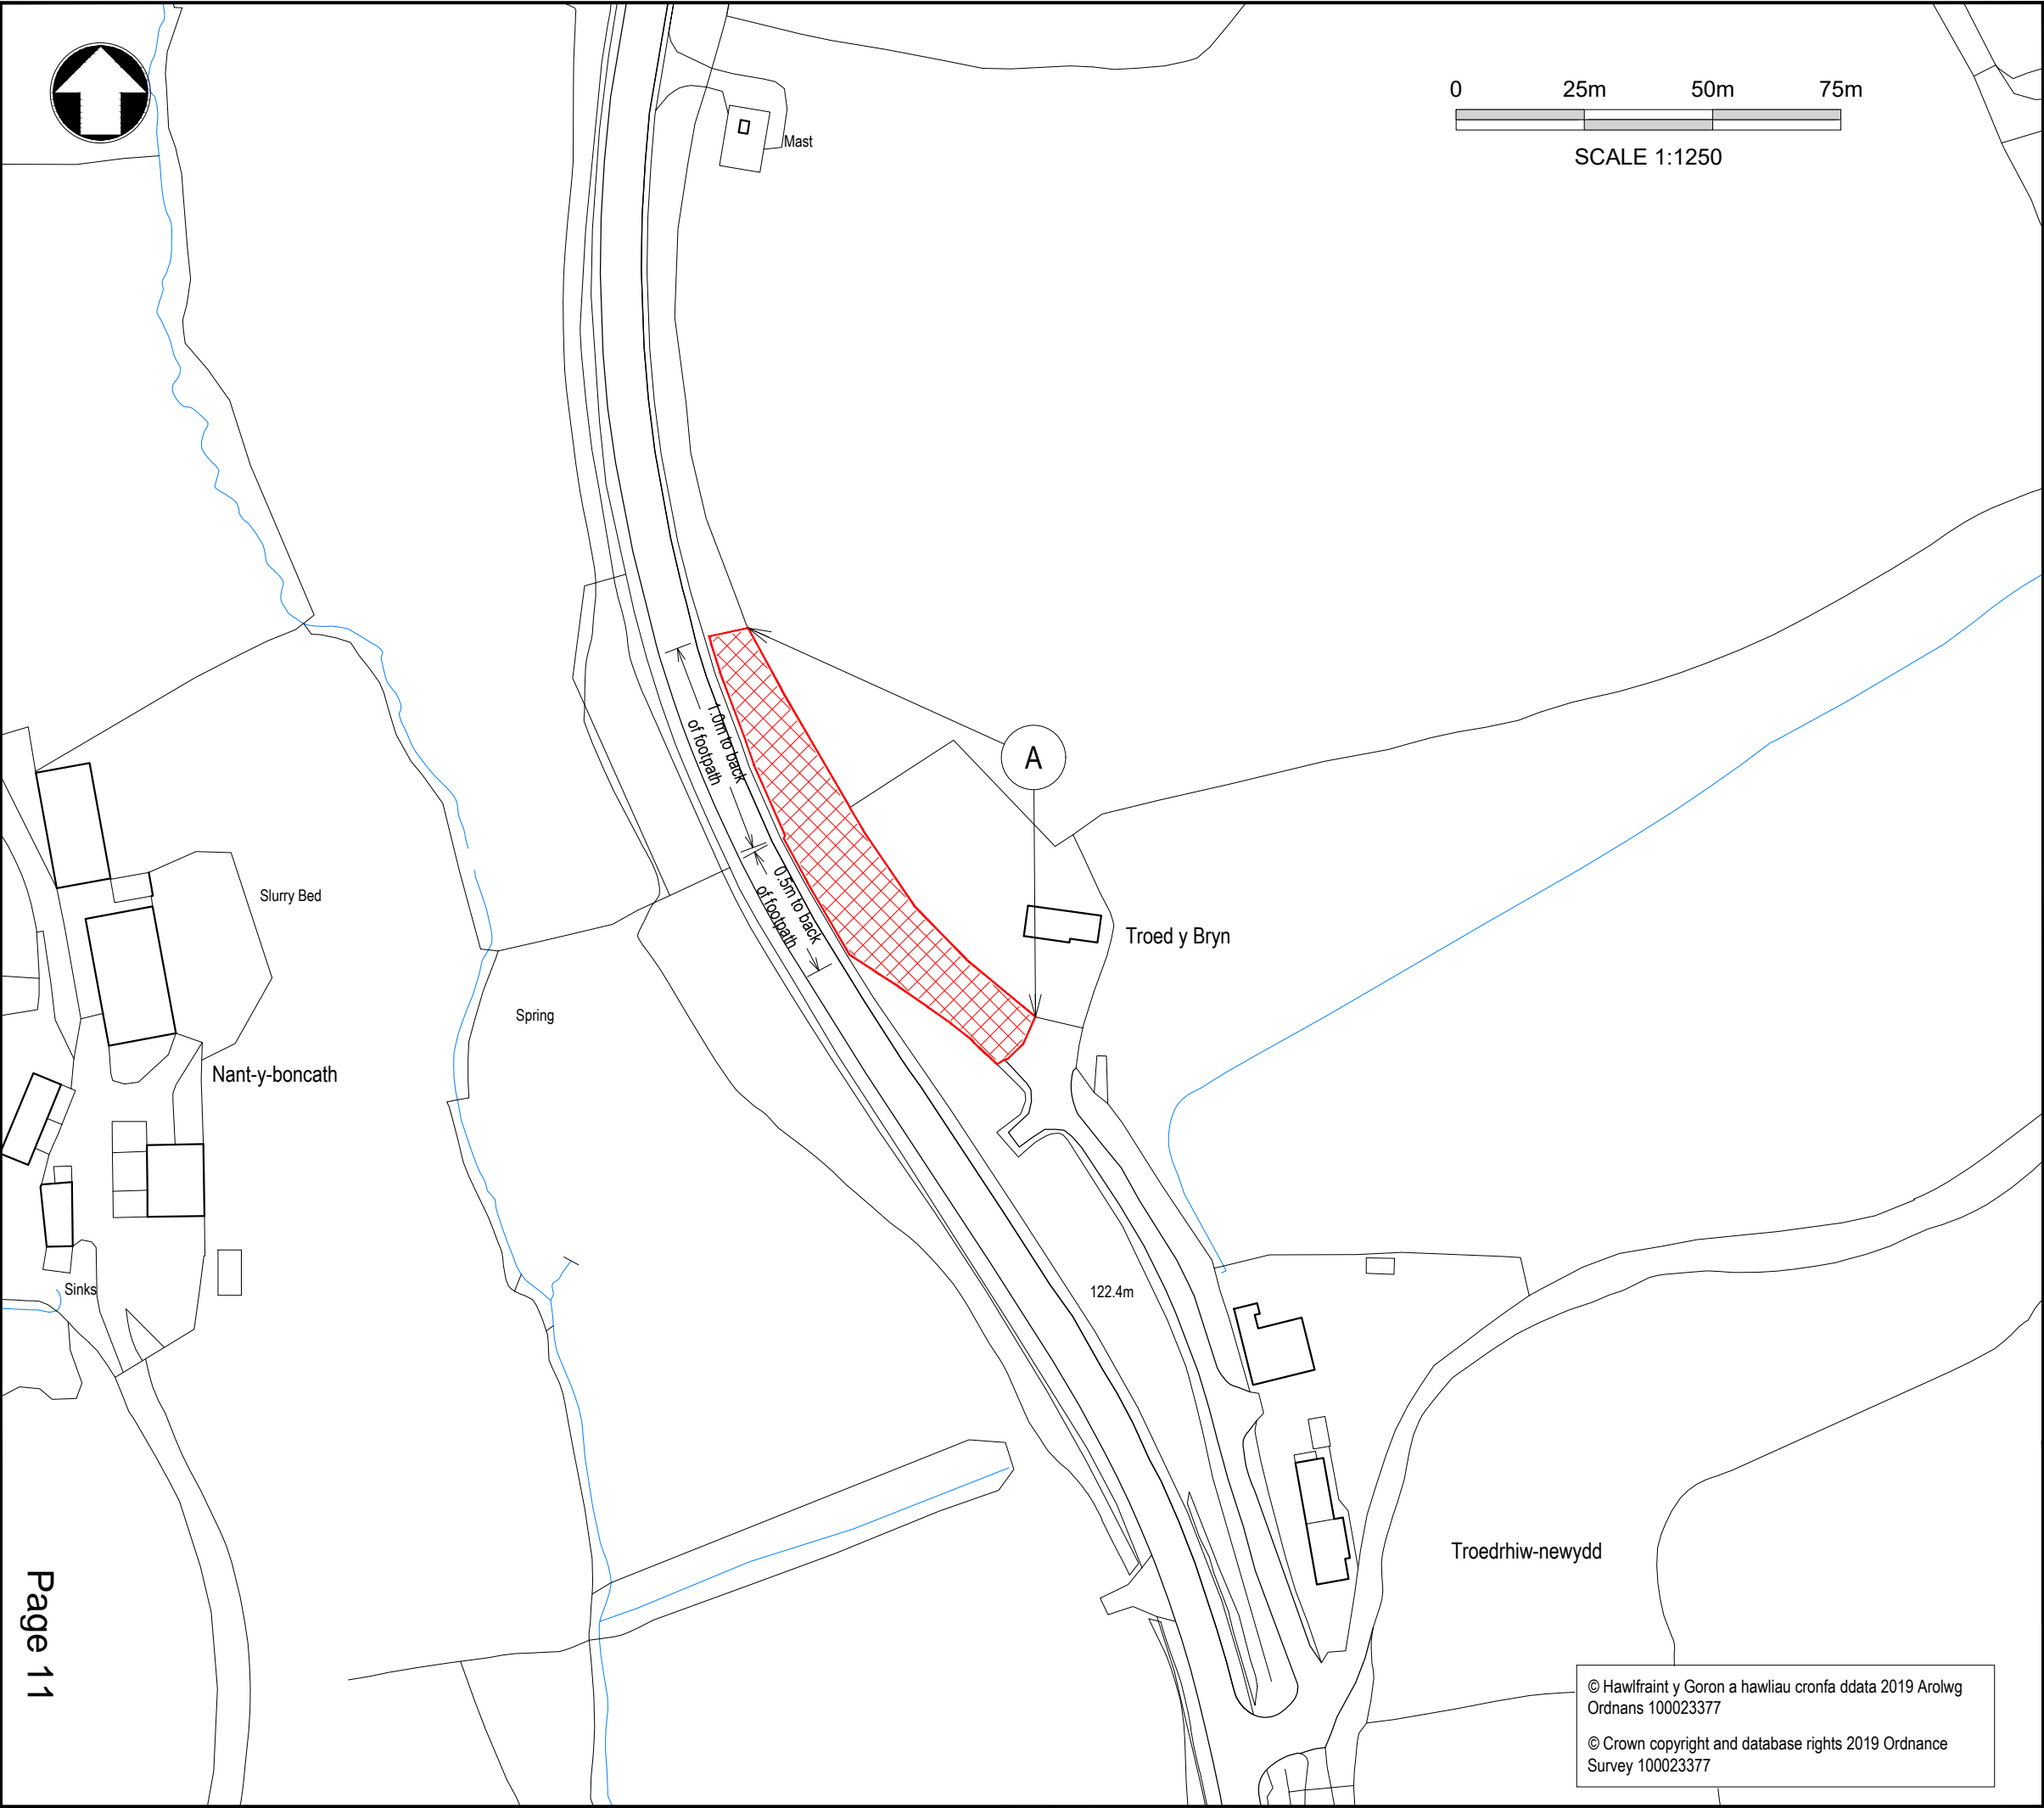 0 25m 50m 75m
SCALE 1:1250
Mast
1.0m to back
of footpath
A
0.5m to back
of footpath
Troed y Bryn
Slurry Bed
Spring
Nant-y-boncath
Sinks
122.4m
Troedrhiw-newydd
Page 11
© Hawlfraint y Goron a hawliau cronfa ddata 2019 Arolwg
Ordnans 100023377
© Crown copyright and database rights 2019 Ordnance
Survey 100023377